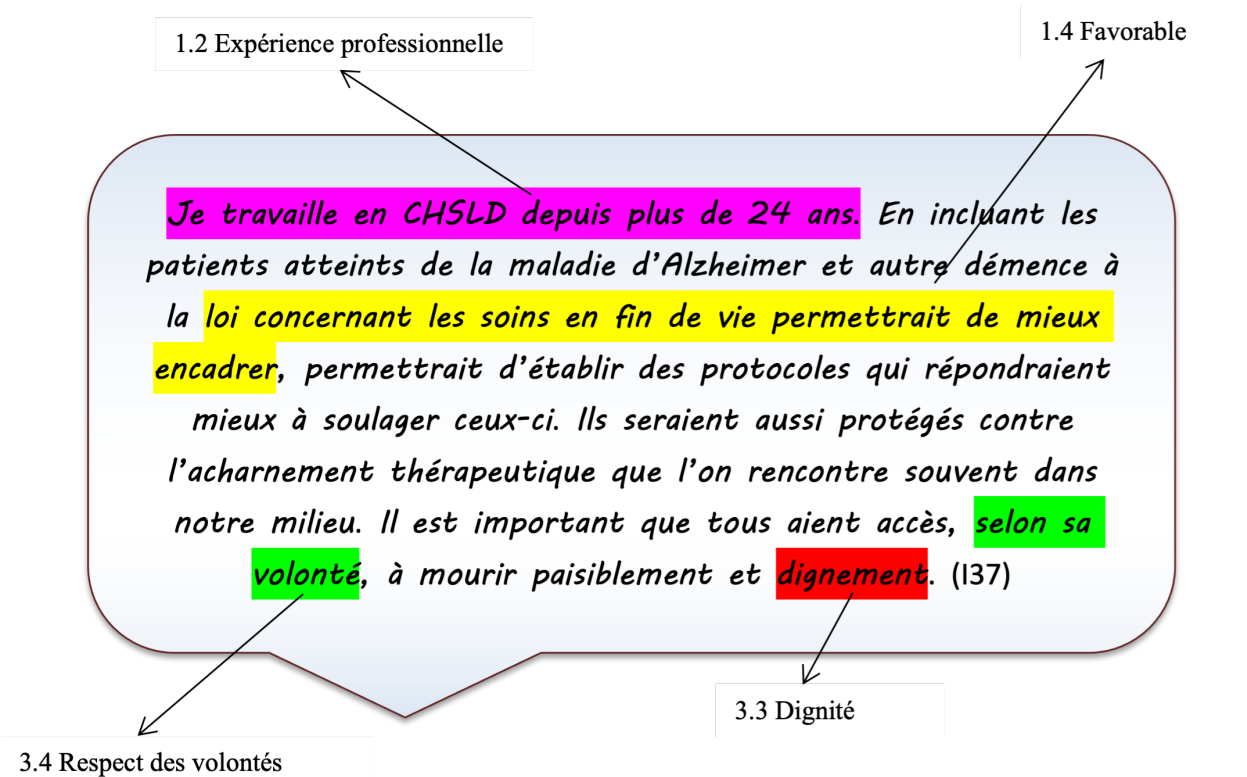 1.2 Expérience professionnelle
1.4 Favorable
Je travaille en CHSLD depuis plus de 24 ans. En incluant les
patients atteints de la maladie d'Alzheimer et autre démence à
la loi concernant les soins en fin de vie permettrait de mieux
encadrer, permettrait d'établir des protocoles qui répondraient
mieux à soulager ceux-ci. Ils seraient aussi protégés contre
l'acharnement thérapeutique que l'on rencontre souvent dans
notre milieu. Il est important que tous aient accès, selon sa
volonté, à mourir paisiblement et dignement. (I37)
3.3 Dignité
3.4 Respect des volontés